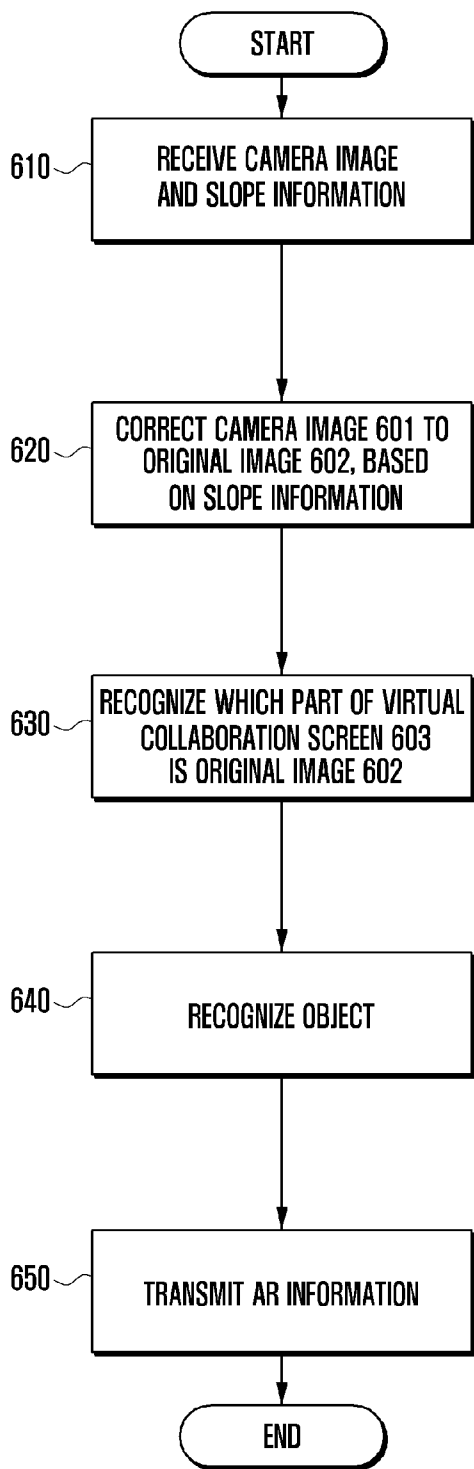 START
610
RECEIVE CAMERA IMAGE
AND SLOPE INFORMATION
620
CORRECT CAMERA IMAGE 601 TO
ORIGINAL IMAGE 602, BASED
ON SLOPE INFORMATION
630
RECOGNIZE WHICH PART OF VIRTUAL
COLLABORATION SCREEN 603
IS ORIGINAL IMAGE 602
640
RECOGNIZE OBJECT
650
TRANSMIT AR INFORMATION
END